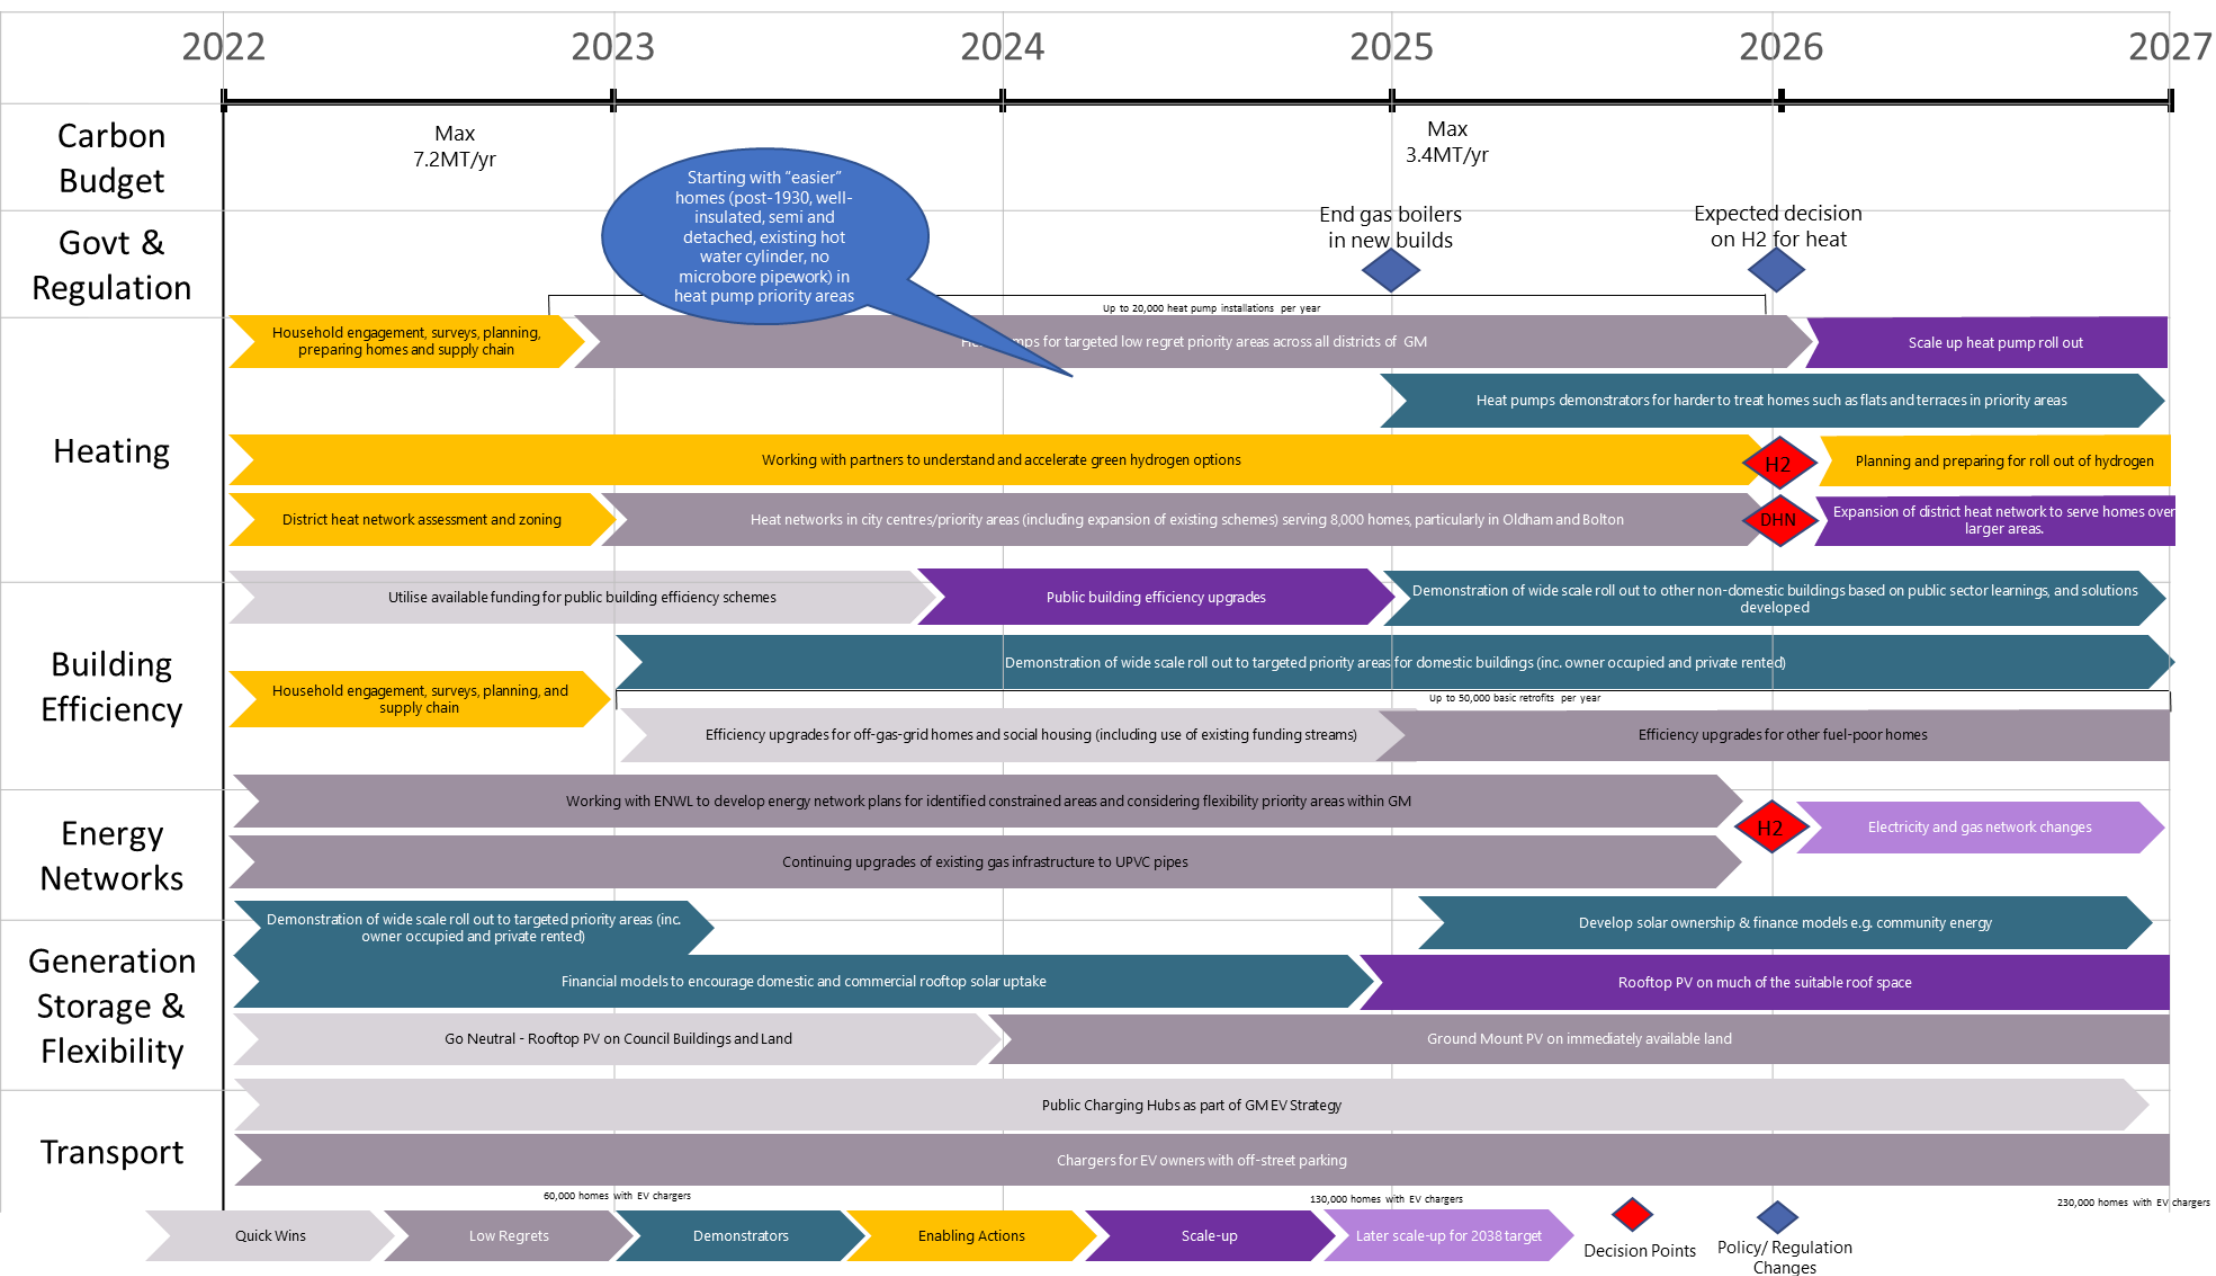 2022 2023 2024 2025 2026 2027
Carbon
Budget
Max
7.2MT/yr
Max
3.4MT/yr
Govt &
Regulation
Starting with “easier”
homes (post-1930, well-
insulated, semi and
detached, existing hot
water cylinder, no
microbore pipework) in
heat pump priority areas
End gas boilers
in new builds
Expected decision
on H2 for heat
Heating
Up to 20,000 heat pump installations per year
Household engagement, surveys, planning,
preparing homes and supply chain
for targeted low regret priority areas across all districts of GM
Scale up heat pump roll out
Heat pumps demonstrators for harder to treat homes such as flats and terraces in priority areas
Working with partners to understand and accelerate green hydrogen options
H2
Planning and preparing for roll out of hydrogen
District heat network assessment and zoning
Heat networks in city centres/priority areas (including expansion of existing schemes) serving 8,000 homes, particularly in Oldham and Bolton
DHN
Expansion of district heat network to serve homes over
larger areas.
Building
Efficiency
Utilise available funding for public building efficiency schemes
Public building efficiency upgrades
Demonstration of wide scale roll out to other non-domestic buildings based on public sector learnings, and solutions
developed
Demonstration of wide scale roll out to targeted priority areas for domestic buildings (inc. owner occupied and private rented)
Household engagement, surveys, planning, and
supply chain
Up to 50,000 basic retrofits per year
Efficiency upgrades for off-gas-grid homes and social housing (including use of existing funding streams)
Efficiency upgrades for other fuel-poor homes
Energy
Networks
Working with ENWL to develop energy network plans for identified constrained areas and considering flexibility priority areas within GM
H2
Electricity and gas network changes
Continuing upgrades of existing gas infrastructure to UPVC pipes
Generation
Storage &
Flexibility
Demonstration of wide scale roll out to targeted priority areas (inc.
owner occupied and private rented)
Develop solar ownership & finance models e.g. community energy
Financial models to encourage domestic and commercial rooftop solar uptake
Rooftop PV on much of the suitable roof space
Go Neutral - Rooftop PV on Council Buildings and Land
Ground Mount PV on immediately available land
Transport
Public Charging Hubs as part of GM EV Strategy
Chargers for EV owners with off-street parking
60,000 homes with EV chargers
130,000 homes with EV chargers
230,000 homes with EV chargers
Quick Wins
Low Regrets
Demonstrators
Enabling Actions
Scale-up
Later scale-up for 2038 target
Decision Points
Policy/ Regulation
Changes